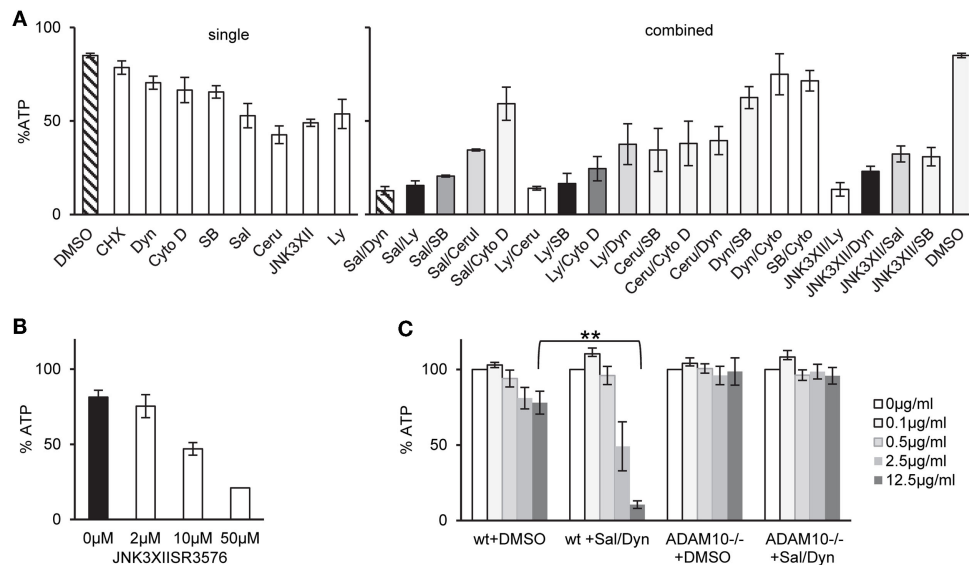 A
%ATP
100
50
0
single
combined
DMSO
CHX
Dyn
Cyto D
SB
Sal
Ceru
JNK3XII
Ly
Sal/Dyn
Sal/Ly
Sal/SB
Sal/Cerul
Sal/Cyto D
Ly/Ceru
Ly/SB
Ly/Cyto D
Ly/Dyn
Ceru/SB
Ceru/Cyto D
Ceru/Dyn
Dyn/SB
Dyn/Cyto
SB/Cyto
JNK3XII/Ly
JNK3XII/Dyn
JNK3XII/Sal
JNK3XII/SB
DMSO
B
% ATP
100
50
0
0µM 2µM 10µM 50µM
JNK3XIISR3576
C
% ATP
100
50
0
**
wt+DMSO
wt +Sal/Dyn
ADAM10-/-
+DMSO
ADAM10-/-
+Sal/Dyn
0µg/ml
0.1µg/ml
0.5µg/ml
2.5µg/ml
12.5µg/ml